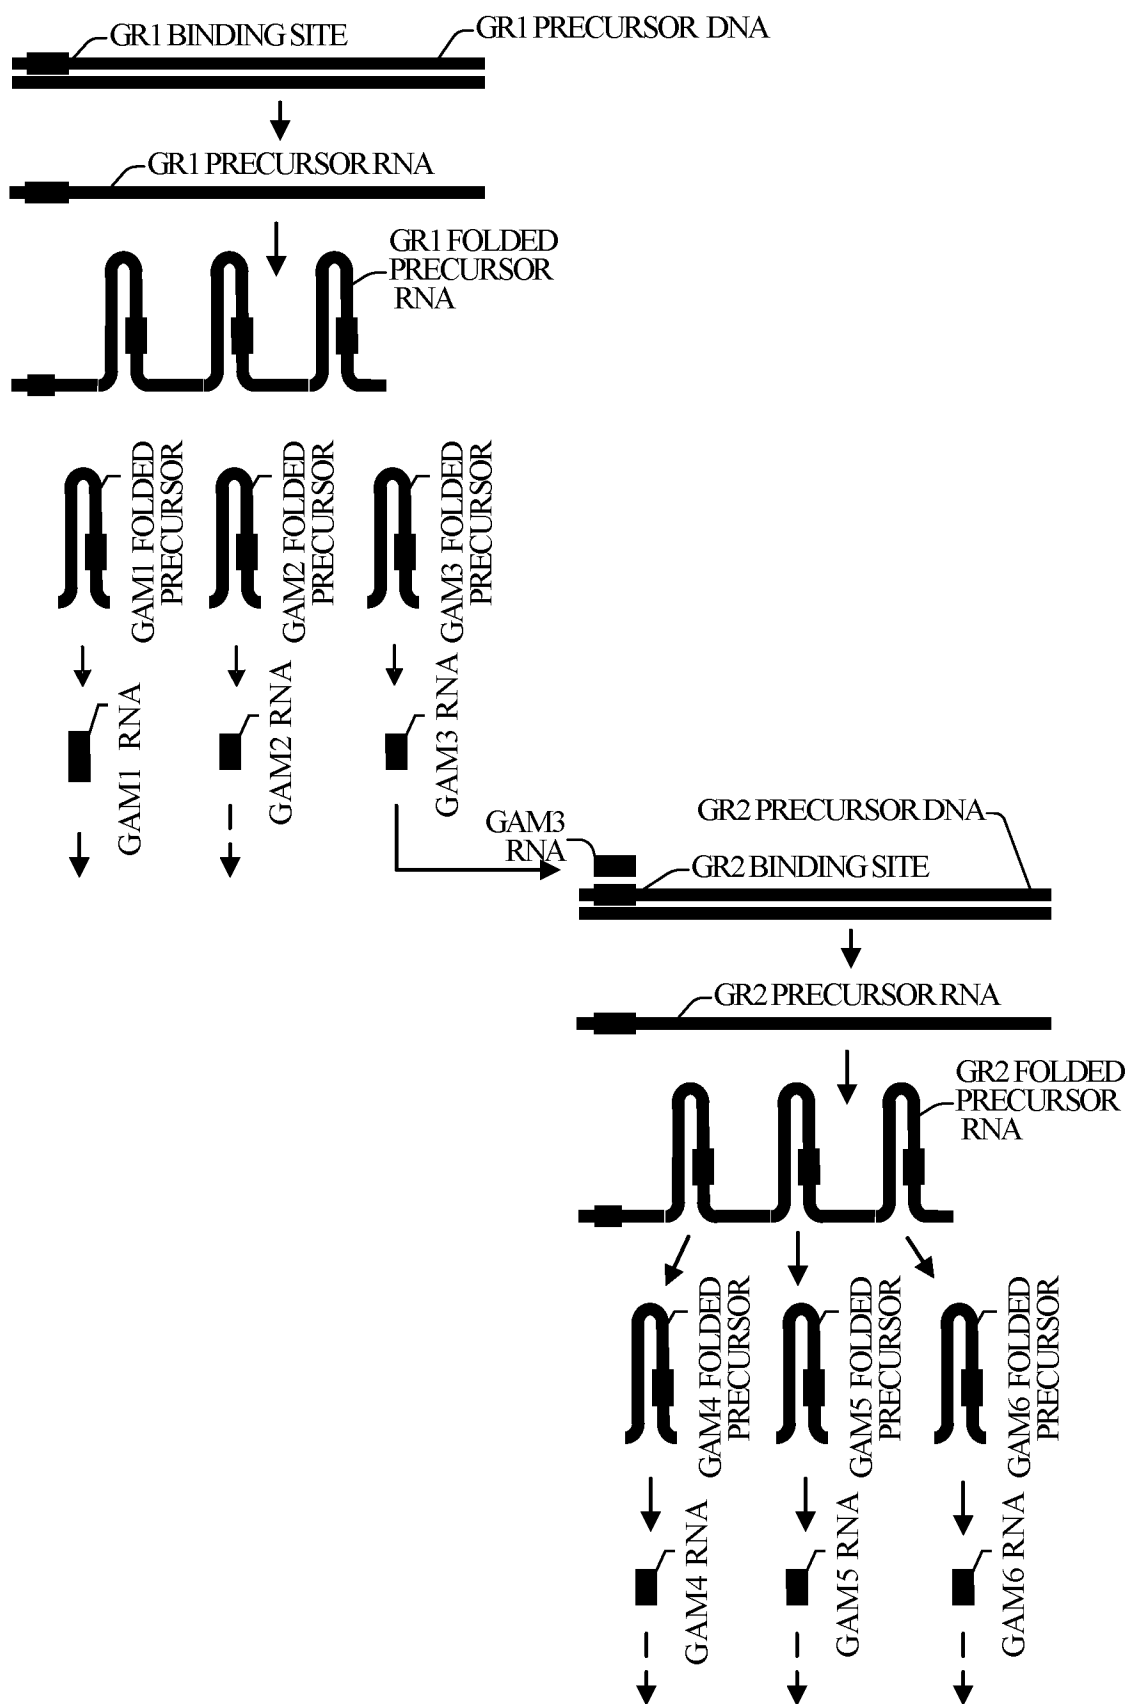 GR1 BINDING SITE
GR1 PRECURSOR DNA
GR1 PRECURSOR RNA
GR1 FOLDED
PRECURSOR
RNA
GAM1 FOLDED
PRECURSOR
GAM2 FOLDED
PRECURSOR
GAM3 FOLDED
PRECURSOR
GAM1 RNA
GAM2 RNA
GAM3 RNA
GAM3
RNA
GR2 PRECURSOR DNA
GR2 BINDING SITE
GR2 PRECURSOR RNA
GR2 FOLDED
PRECURSOR
RNA
GAM4 FOLDED
PRECURSOR
GAM5 FOLDED
PRECURSOR
GAM6 FOLDED
PRECURSOR
GAM4 RNA
GAM5 RNA
GAM6 RNA